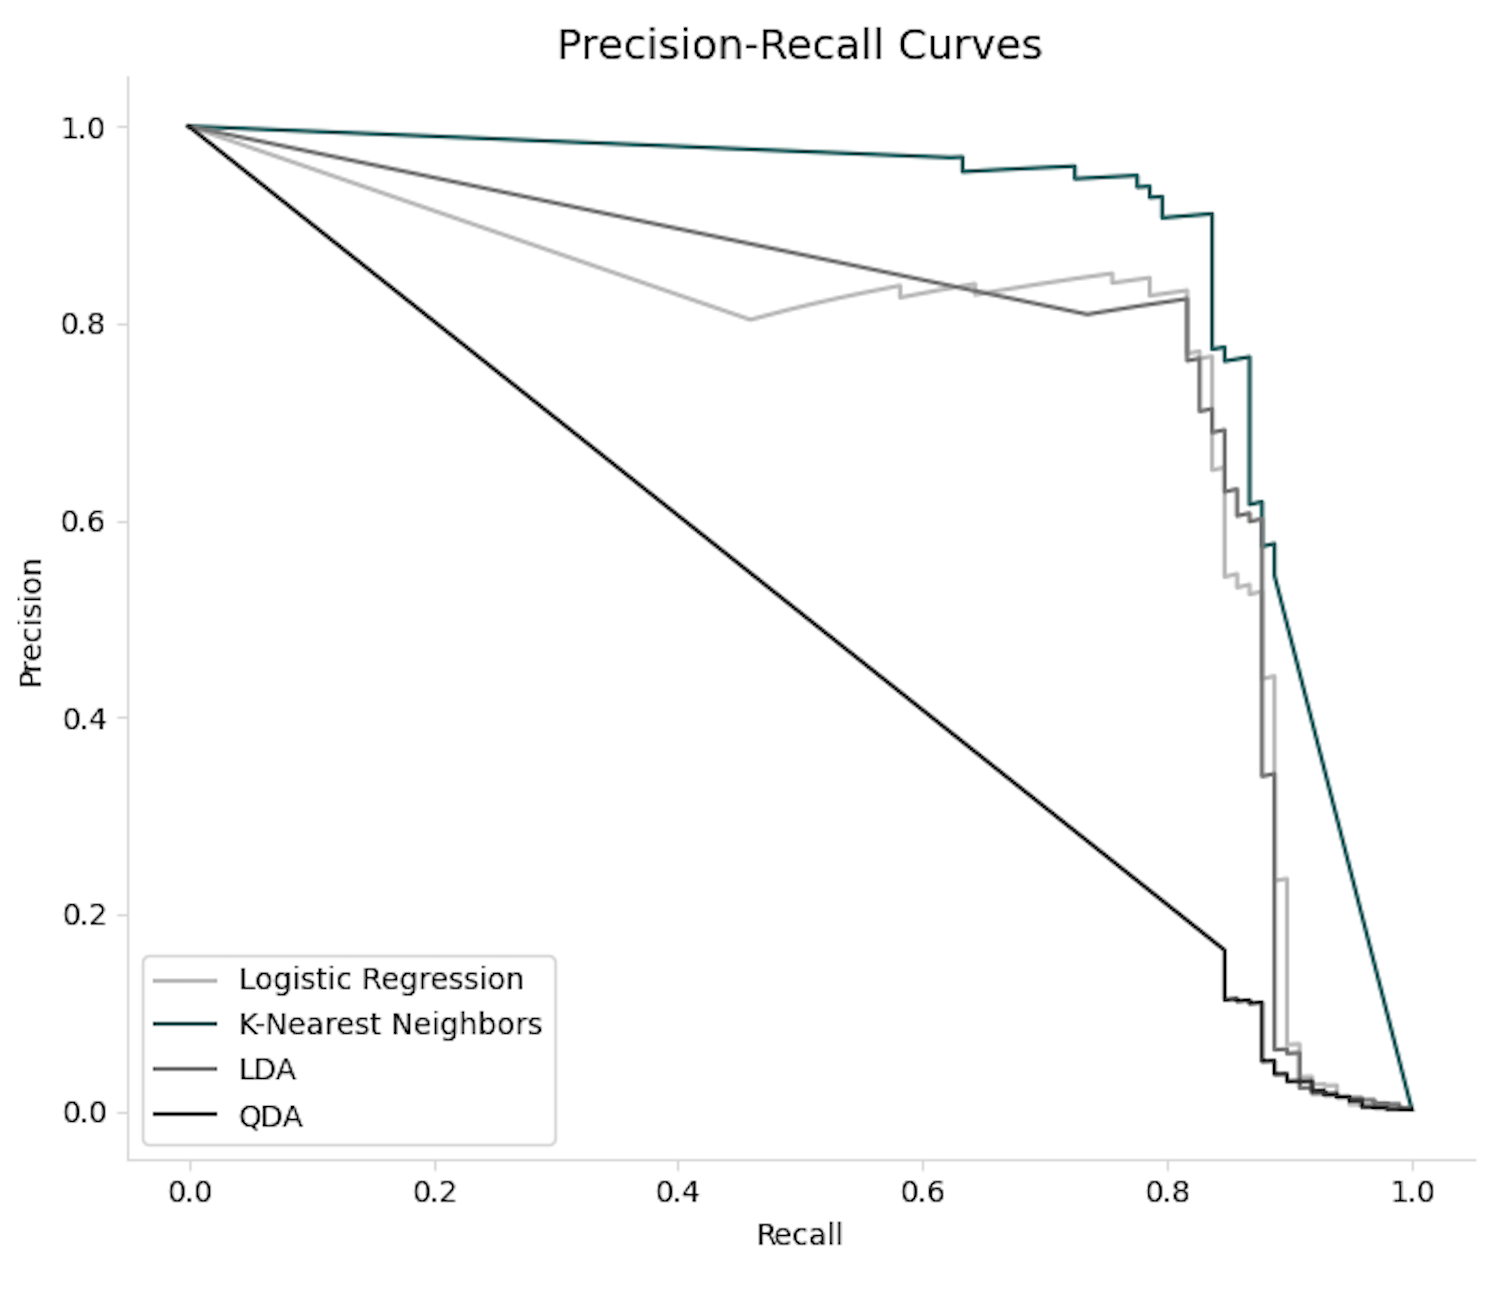 Precision-Recall Curves
1.0
0.8
0.6
0.4
0.2
0.0
Precision
Logistic Regression
K-Nearest Neighbors
LDA
QDA
0.0 0.2 0.4 0.6 0.8 1.0
Recall